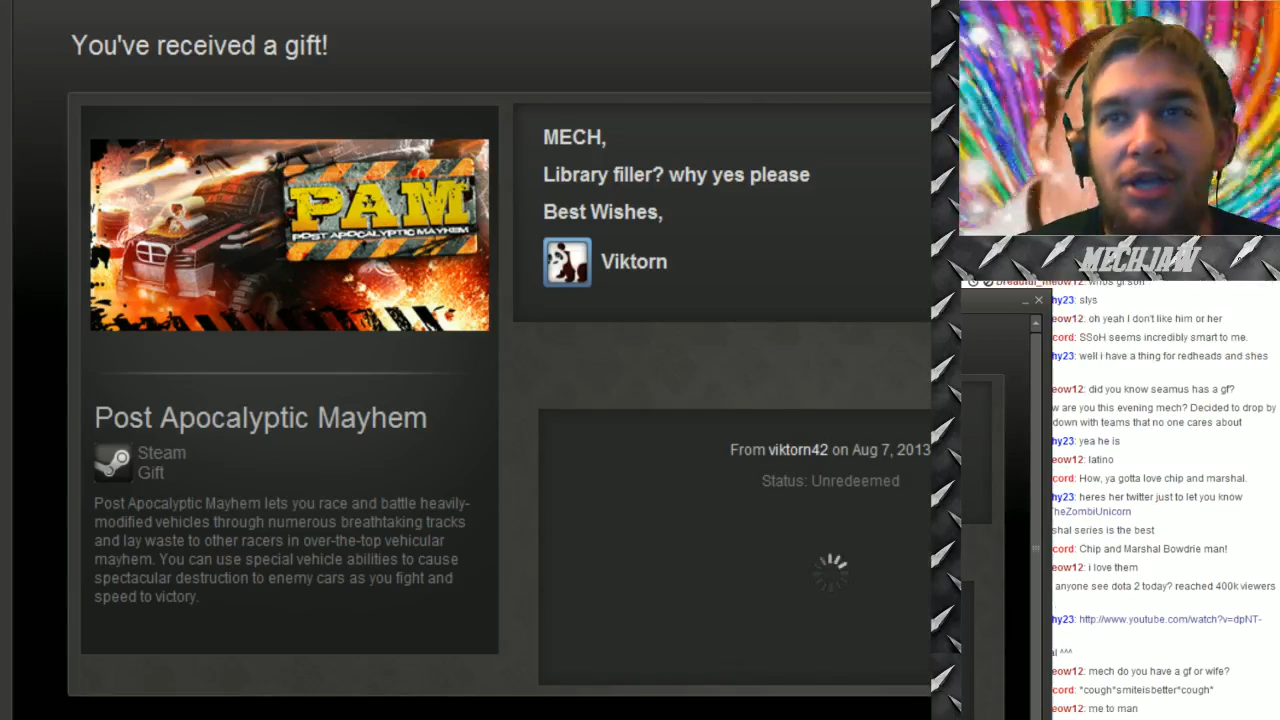 You've received a gift!
PAM
POST APOCALYPTIC MAYHEM
MECH,
Library filler? why yes please
Best Wishes,
Viktorn
Post Apocalyptic Mayhem
Steam
Gift
Post Apocalyptic Mayhem lets you race and battle heavily-
modified vehicles through numerous breathtaking tracks
and lay waste to other racers in over-the-top vehicular
mayhem. You can use special vehicle abilities to cause
spectacular destruction to enemy cars as you fight and
speed to victory.
From viktorn42 on Aug 7, 2013
Status: Unredeemed
MECHJAW
hy23: slys
eow12: oh yeah I don't like him or her
cord: SSoH seems incredibly smart to me.
hy23: well i have a thing for redheads and shes
eow12: did you know seamus has a gf?
w are you this evening mech? Decided to drop by
down with teams that no one cares about
hy23: yea he is
eow12: latino
cord: How, ya gotta love chip and marshal.
hy23: heres her twitter just to let you know
TheZombiUnicorn
shal series is the best
cord: Chip and Marshal Bowdrie man!
eow12: i love them
anyone see dota 2 today? reached 400k viewers
hy23: http://www.youtube.com/watch?v=dpNT-
al ^^^
eow12: mech do you have a gf or wife?
cord: *cough*smiteisbetter*cough*
eow12: me to man